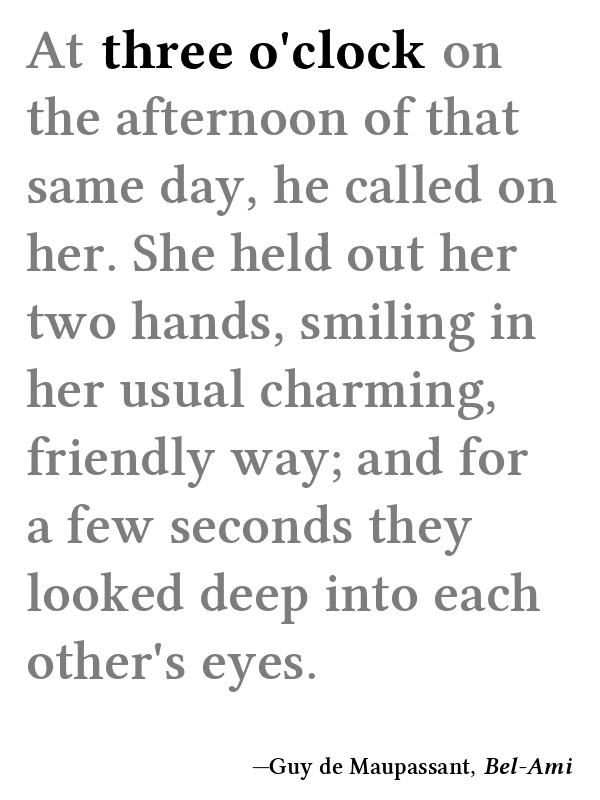 At three o'clock on
the afternoon of that
same day, he called on
her. She held out her
two hands, smiling in
her usual charming,
friendly way; and for
a few seconds they
looked deep into each
other's eyes.
—Guy de Maupassant, Bel-Ami